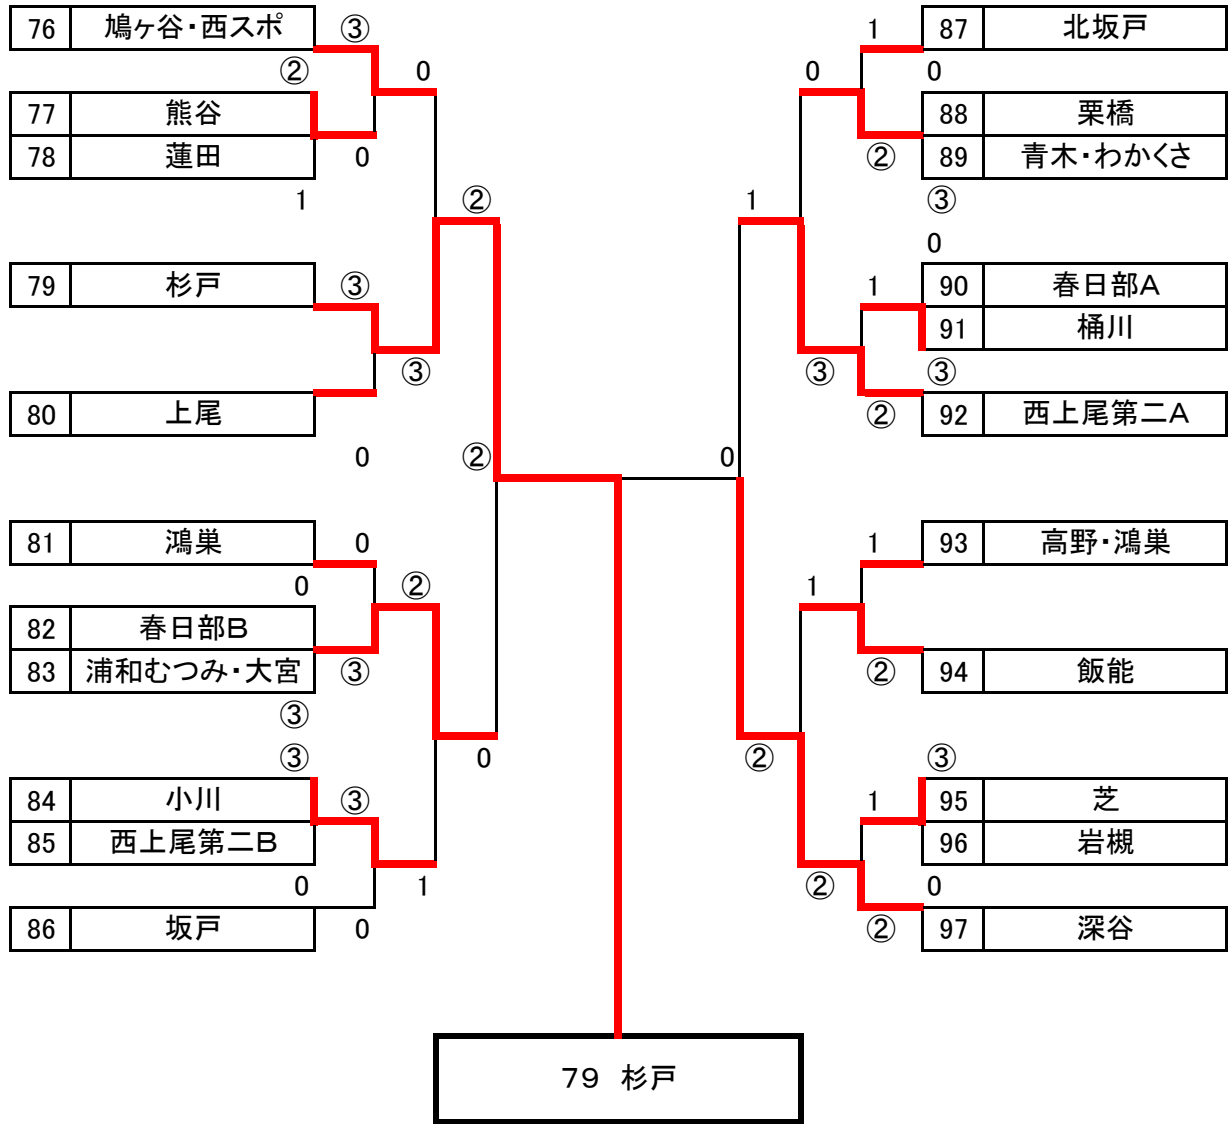 76 鳩ヶ谷・西スポ ③
② 0
77 熊谷
78 蓮田 0
1
②
79 杉戸 ③
③
80 上尾
0 ②
81 鴻巣 0
0 ②
82 春日部B
83 浦和むつみ・大宮 ③
③
③ 0
84 小川 ③
85 西上尾第二B
0 1
86 坂戸 0
1 87 北坂戸
0 0
88 栗橋
② 89 青木・わかくさ
1 ③
0
1 90 春日部A
91 桶川
③ ③
② 92 西上尾第二A
0
1 93 高野・鴻巣
1
② 94 飯能
② ③
1 95 芝
96 岩槻
② 0
② 97 深谷
79 杉戸